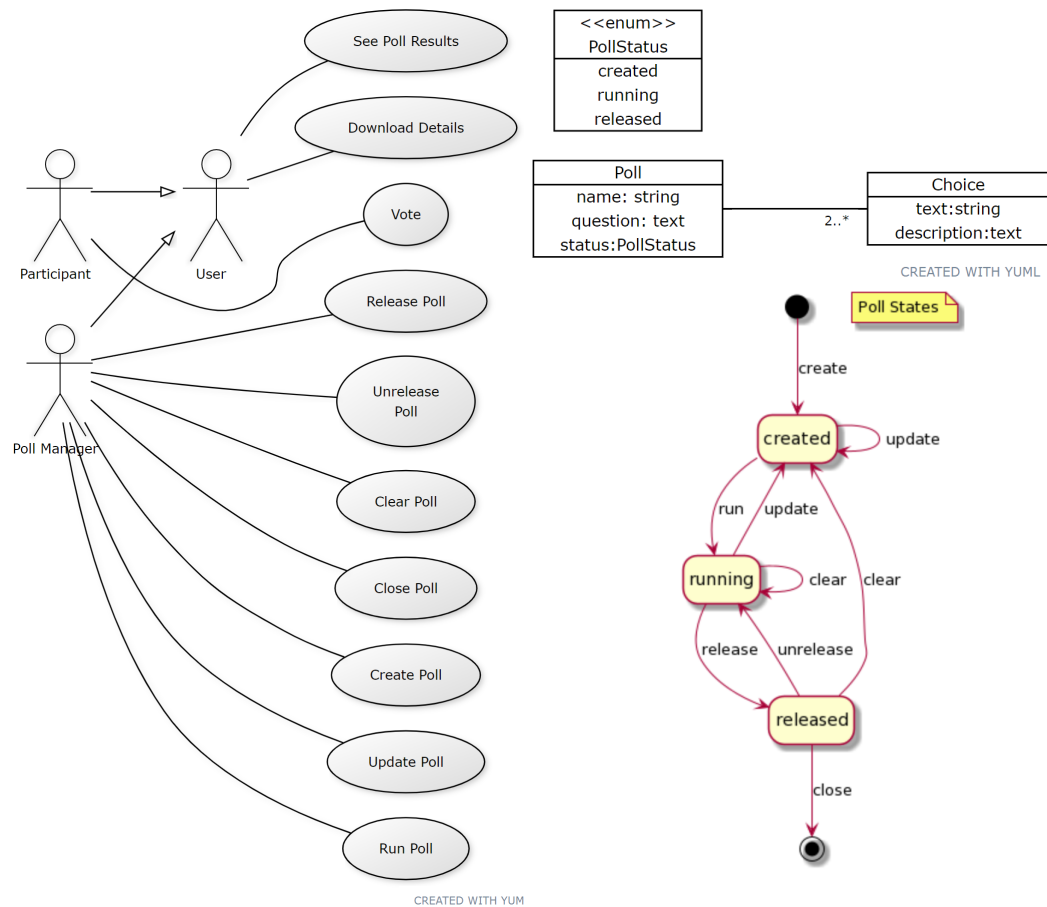 See Poll Results
Download Details
Vote
Participant
User
Release Poll
Unrelease
Poll
Poll Manager
Clear Poll
Close Poll
Create Poll
Update Poll
Run Poll
CREATED WITH YUM
<<enum>>
PollStatus
created
running
released
Poll
name: string
question: text
status:PollStatus
2..*
Choice
text:string
description:text
CREATED WITH YUML
Poll States
create
created
update
run
update
running
clear
clear
release
unrelease
released
close